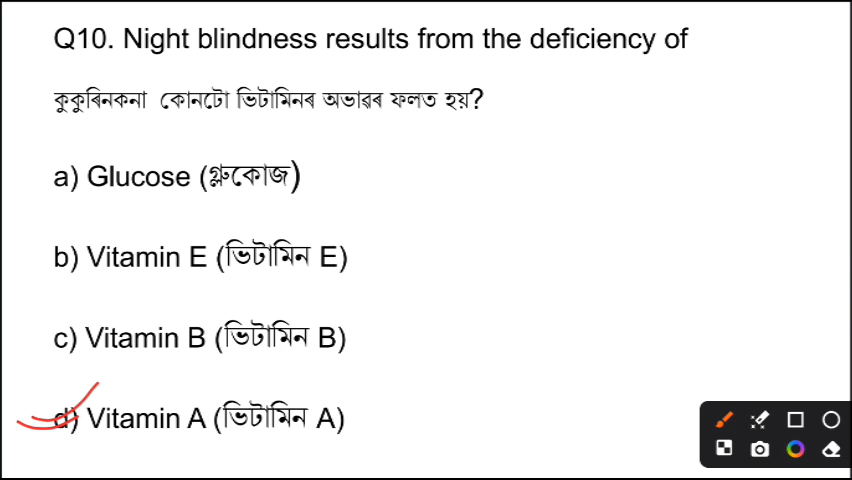 Q10. Night blindness results from the deficiency of
কুকুৰিনকনা কোনটো ভিটামিনৰ অভাৱৰ ফলত হয়?
a) Glucose (গ্লুকোজ)
b) Vitamin E (ভিটামিন E)
c) Vitamin B (ভিটামিন B)
d) Vitamin A (ভিটামিন A)